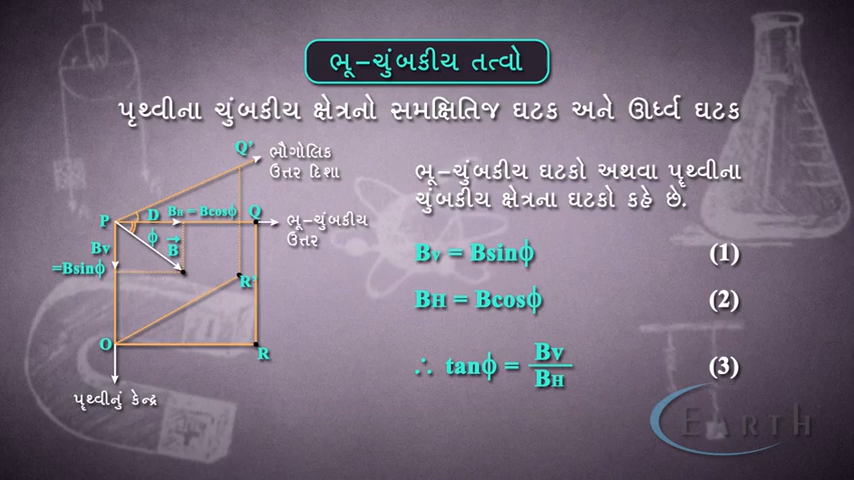 ભૂ-ચુંબકીય તત્વો
પૃથ્વીના ચુંબકીય ક્ષેત્રનો સમક્ષિતિજ ઘટક અને ઊર્ધ્વ ઘટક
Q'
ભૌગોલિક
ઉત્તર દિશા
P
D
BH = Bcosϕ
Q
ભૂ-ચુંબકીય
ઉત્તર
ϕ
B
Bv
=Bsinϕ
R'
O
R
પૃથ્વીનું કેન્દ્ર
ભૂ-ચુંબકીય ઘટકો અથવા પૃથ્વીના
ચુંબકીય ક્ષેત્રના ઘટકો કહે છે.
Bv = Bsinϕ (1)
BH = Bcosϕ (2)
∴ tanϕ = Bv / BH (3)
EARTH